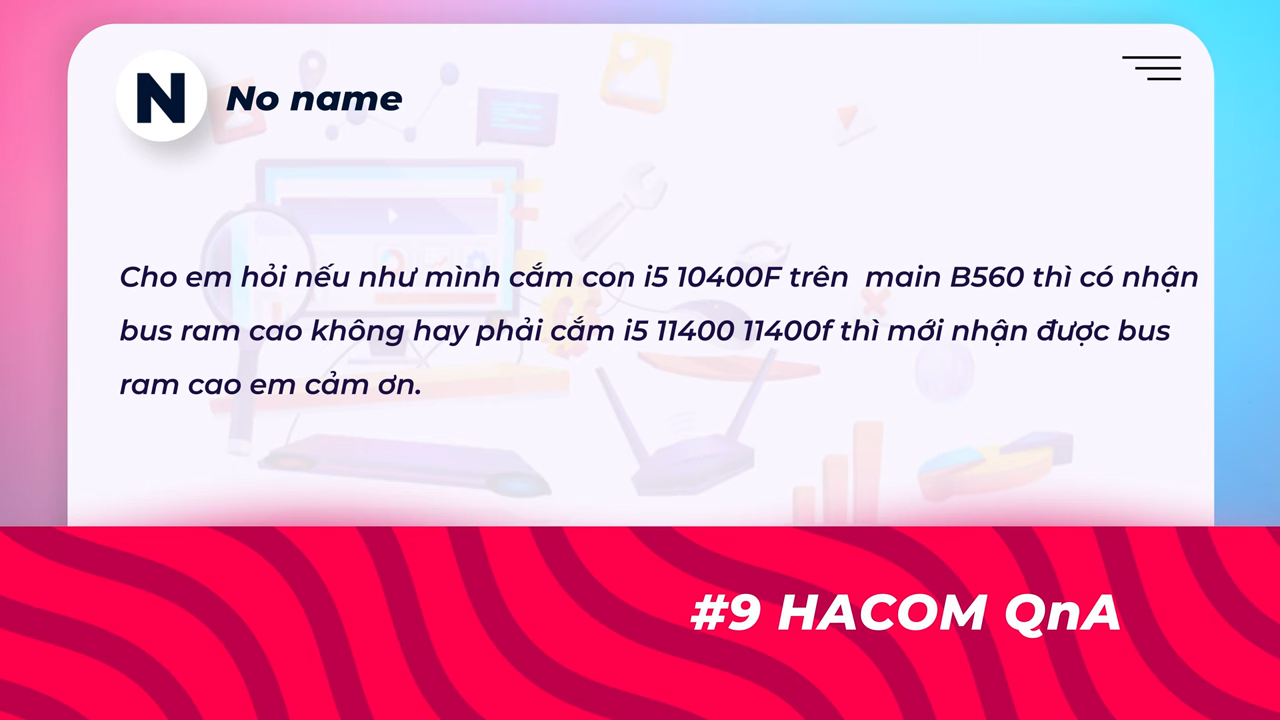 N
No name
Cho em hỏi nếu như mình cắm con i5 10400F trên main B560 thì có nhận
bus ram cao không hay phải cắm i5 11400 11400f thì mới nhận được bus
ram cao em cảm ơn.
#9 HACOM QnA